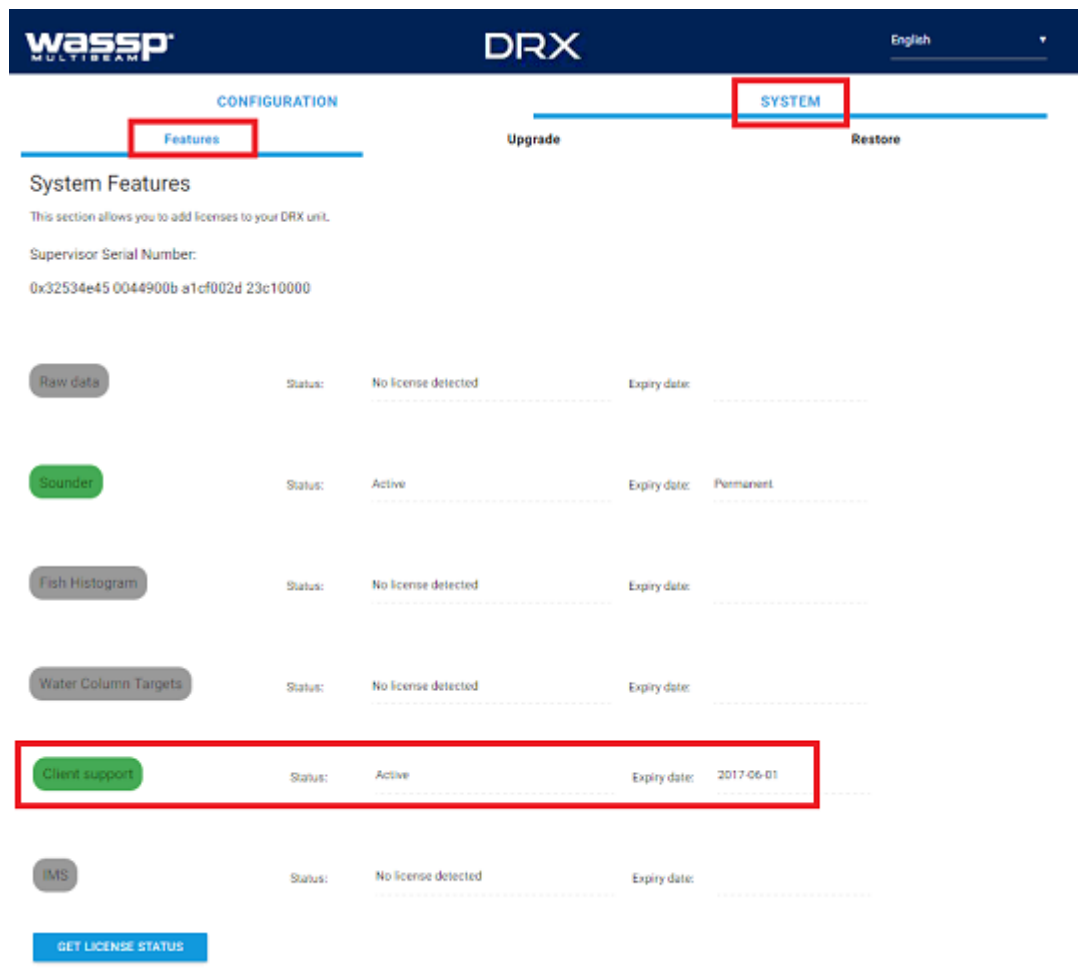 wassp
MULTIBEAM
DRX
English
CONFIGURATION
SYSTEM
Features
Upgrade
Restore
System Features
This section allows you to add licenses to your DRX unit.
Supervisor Serial Number:
0x32534e45 0044900b a1cf002d 23c10000
Raw data Status: No license detected Expiry date:
Sounder Status: Active Expiry date: Permanent
Fish Histogram Status: No license detected Expiry date:
Water Column Targets Status: No license detected Expiry date:
Client support Status: Active Expiry date: 2017-06-01
IMS Status: No license detected Expiry date:
GET LICENSE STATUS